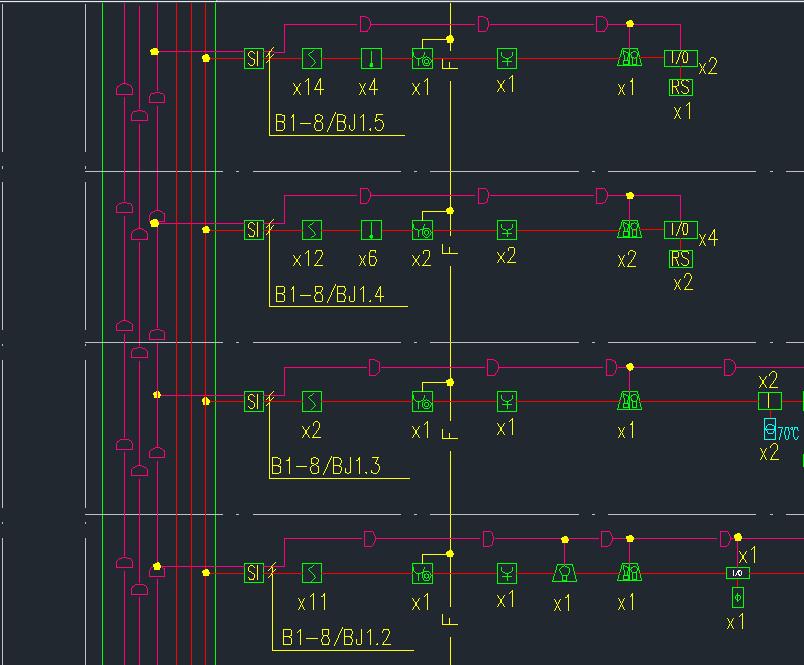 SI I/O x2
x14 x4 x1 F x1 x1 RS
x1
B1-8/BJ1.5
SI I/O x4
x12 x6 x2 F x2 x2 RS
x2
B1-8/BJ1.4
x2
SI
x2 x1 F x1 x1 70℃
x2
B1-8/BJ1.3
x1
SI I/O
x11 x1 x1 x1 x1
F x1
B1-8/BJ1.2